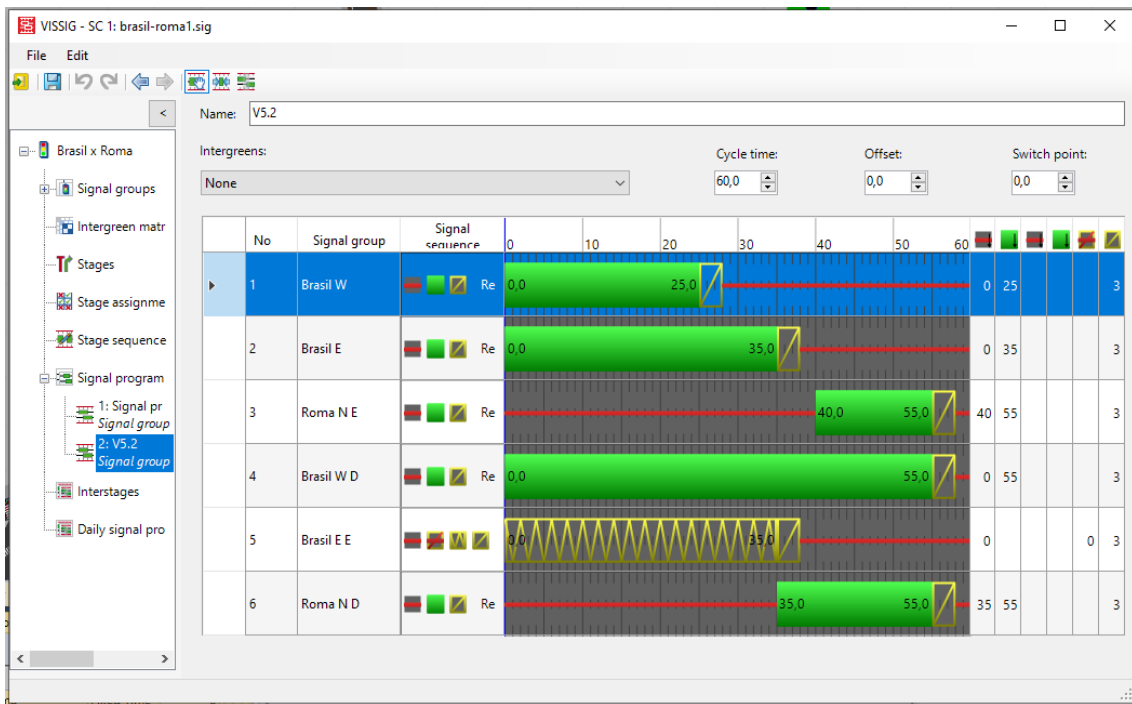 VISSIG - SC 1: brasil-roma1.sig
File Edit
< Name: V5.2
Brasil x Roma
Signal groups
Intergreen matr
Stages
Stage assignme
Stage sequence
Signal program
1: Signal pr
Signal group
2: V5.2
Signal group
Interstages
Daily signal pro
Intergreens: Cycle time: Offset: Switch point:
None 60,0 0,0 0,0
No Signal group Signal sequence 0 10 20 30 40 50 60
1 Brasil W Re 0,0 25,0 0 25 3
2 Brasil E Re 0,0 35,0 0 35 3
3 Roma N E Re 40,0 55,0 40 55 3
4 Brasil W D Re 0,0 55,0 0 55 3
5 Brasil E E 0,0 35,0 0 0 3
6 Roma N D Re 35,0 55,0 35 55 3
< >